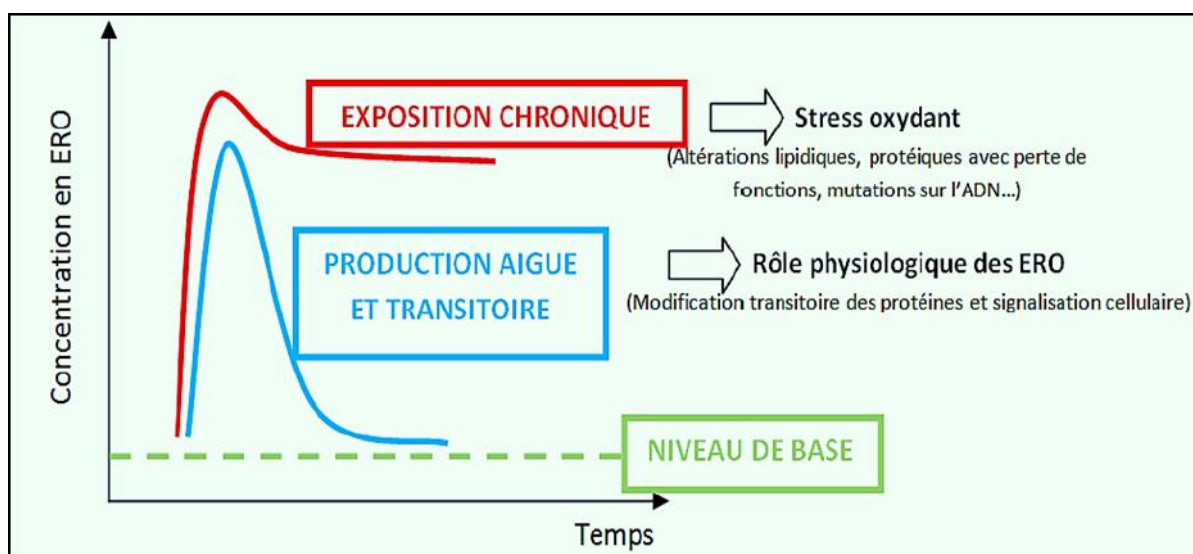 Concentration en ERO
EXPOSITION CHRONIQUE
Stress oxydant
(Altérations lipidiques, protéiques avec perte de
fonctions, mutations sur l'ADN...)
PRODUCTION AIGUE
ET TRANSITOIRE
Rôle physiologique des ERO
(Modification transitoire des protéines et signalisation cellulaire)
NIVEAU DE BASE
Temps